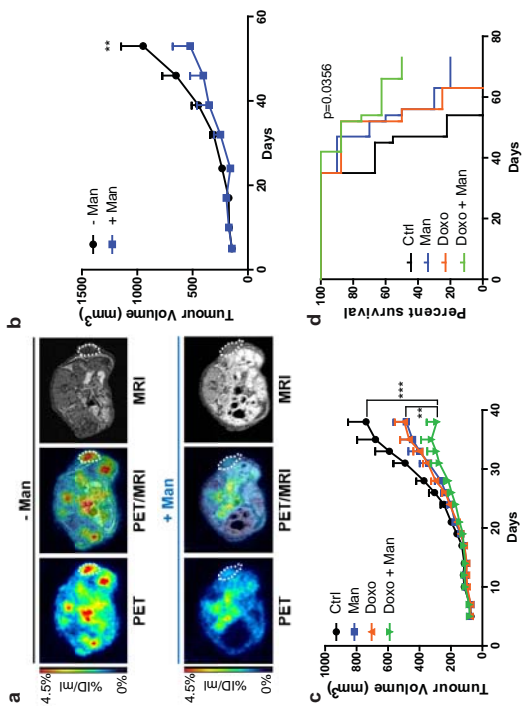 a
- Man
4.5%
%ID/ml
0%
PET
PET/MRI
MRI
+ Man
4.5%
%ID/ml
0%
PET
PET/MRI
MRI
b
Tumour Volume (mm³)
1500
1000
500
0
- Man
+ Man
**
0
20
40
60
Days
c
Tumour Volume (mm³)
1000
800
600
400
200
0
Ctrl
Man
Doxo
Doxo + Man
***
**
0
10
20
30
40
Days
d
Percent survival
100
80
60
40
20
0
p=0.0356
Ctrl
Man
Doxo
Doxo + Man
0
20
40
60
80
Days